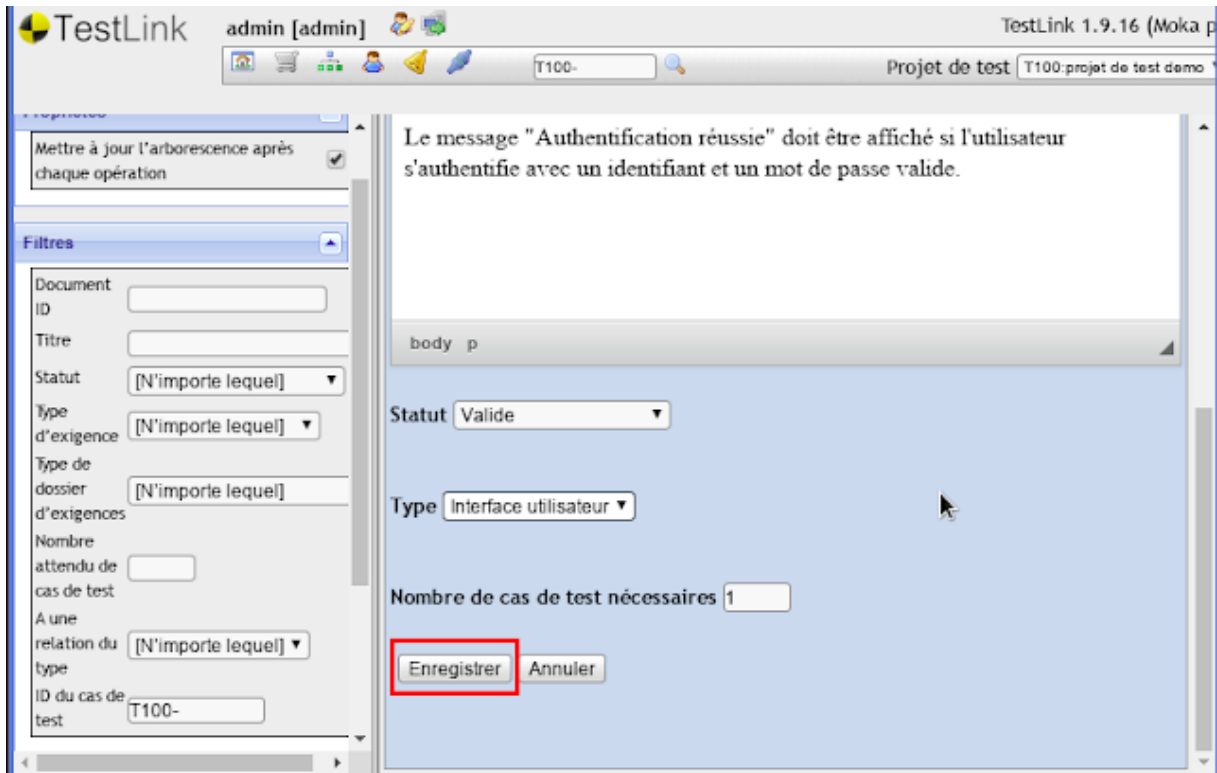 TestLink admin [admin] TestLink 1.9.16 (Moka p
T100- Projet de test T100:projet de test demo
Propriétés
Mettre à jour l'arborescence après
chaque opération
Filtres
Document
ID
Titre
Statut [N'importe lequel]
Type
d'exigence [N'importe lequel]
Type de
dossier
d'exigences [N'importe lequel]
Nombre
attendu de
cas de test
A une
relation du
type [N'importe lequel]
ID du cas de
test T100-
Le message "Authentification réussie" doit être affiché si l'utilisateur
s'authentifie avec un identifiant et un mot de passe valide.
body p
Statut Valide
Type Interface utilisateur
Nombre de cas de test nécessaires 1
Enregistrer Annuler